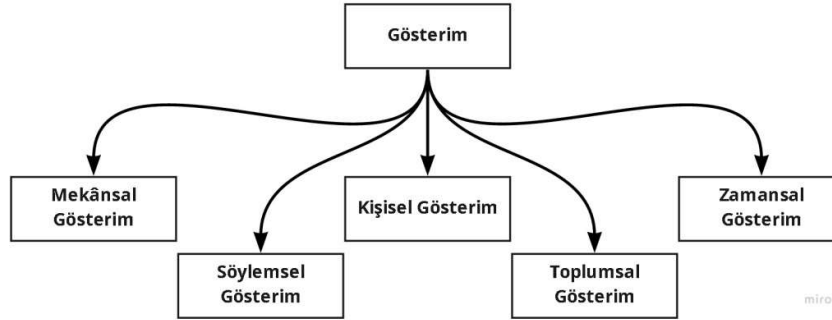 Gösterim
Mekânsal
Gösterim
Kişisel Gösterim
Zamansal
Gösterim
Söylemsel
Gösterim
Toplumsal
Gösterim
miro